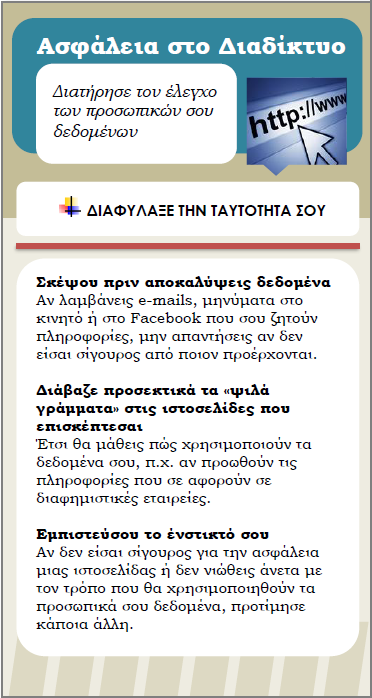 Ασφάλεια στο Διαδίκτυο
Διατήρησε τον έλεγχο
των προσωπικών σου
δεδομένων
http://www
ΔΙΑΦΥΛΑΞΕ ΤΗΝ ΤΑΥΤΟΤΗΤΑ ΣΟΥ
Σκέψου πριν αποκαλύψεις δεδομένα
Αν λαμβάνεις e-mails, μηνύματα στο
κινητό ή στο Facebook που σου ζητούν
πληροφορίες, μην απαντήσεις αν δεν
είσαι σίγουρος από ποιον προέρχονται.
Διάβαζε προσεκτικά τα «ψιλά
γράμματα» στις ιστοσελίδες που
επισκέπτεσαι
Έτσι θα μάθεις πώς χρησιμοποιούν τα
δεδομένα σου, π.χ. αν προωθούν τις
πληροφορίες που σε αφορούν σε
διαφημιστικές εταιρείες.
Εμπιστεύσου το ένστικτό σου
Αν δεν είσαι σίγουρος για την ασφάλεια
μιας ιστοσελίδας ή δεν νιώθεις άνετα με
τον τρόπο που θα χρησιμοποιηθούν τα
προσωπικά σου δεδομένα, προτίμησε
κάποια άλλη.